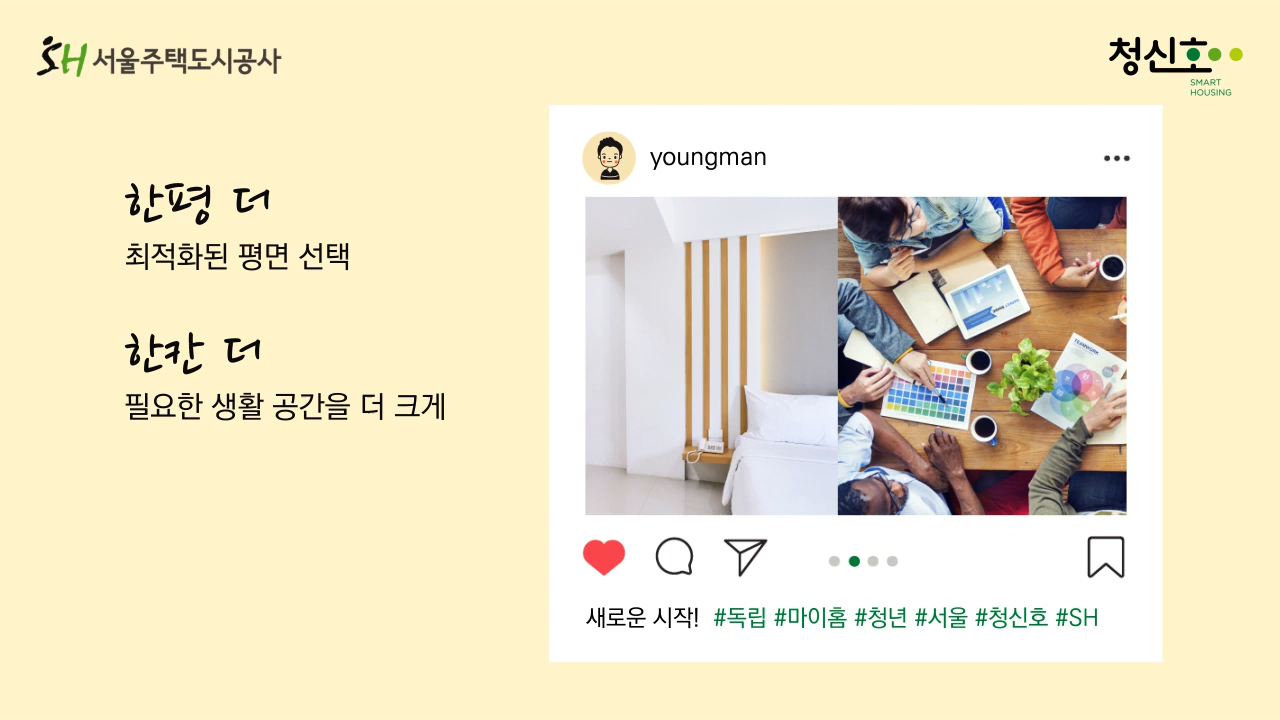 SH 서울주택도시공사
청신호
SMART
HOUSING
한평 더
최적화된 평면 선택
한칸 더
필요한 생활 공간을 더 크게
youngman
TEAMWORK
새로운 시작! #독립 #마이홈 #청년 #서울 #청신호 #SH